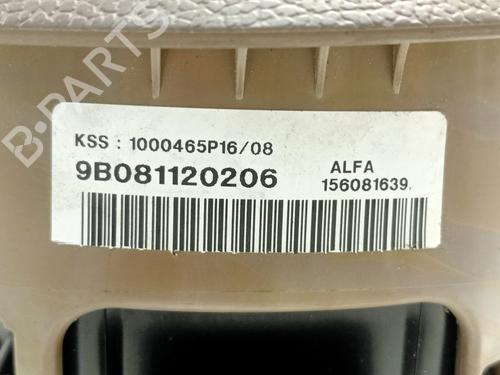 B-PARTS
KSS : 1000465P16/08
9B081120206
ALFA
156081639.